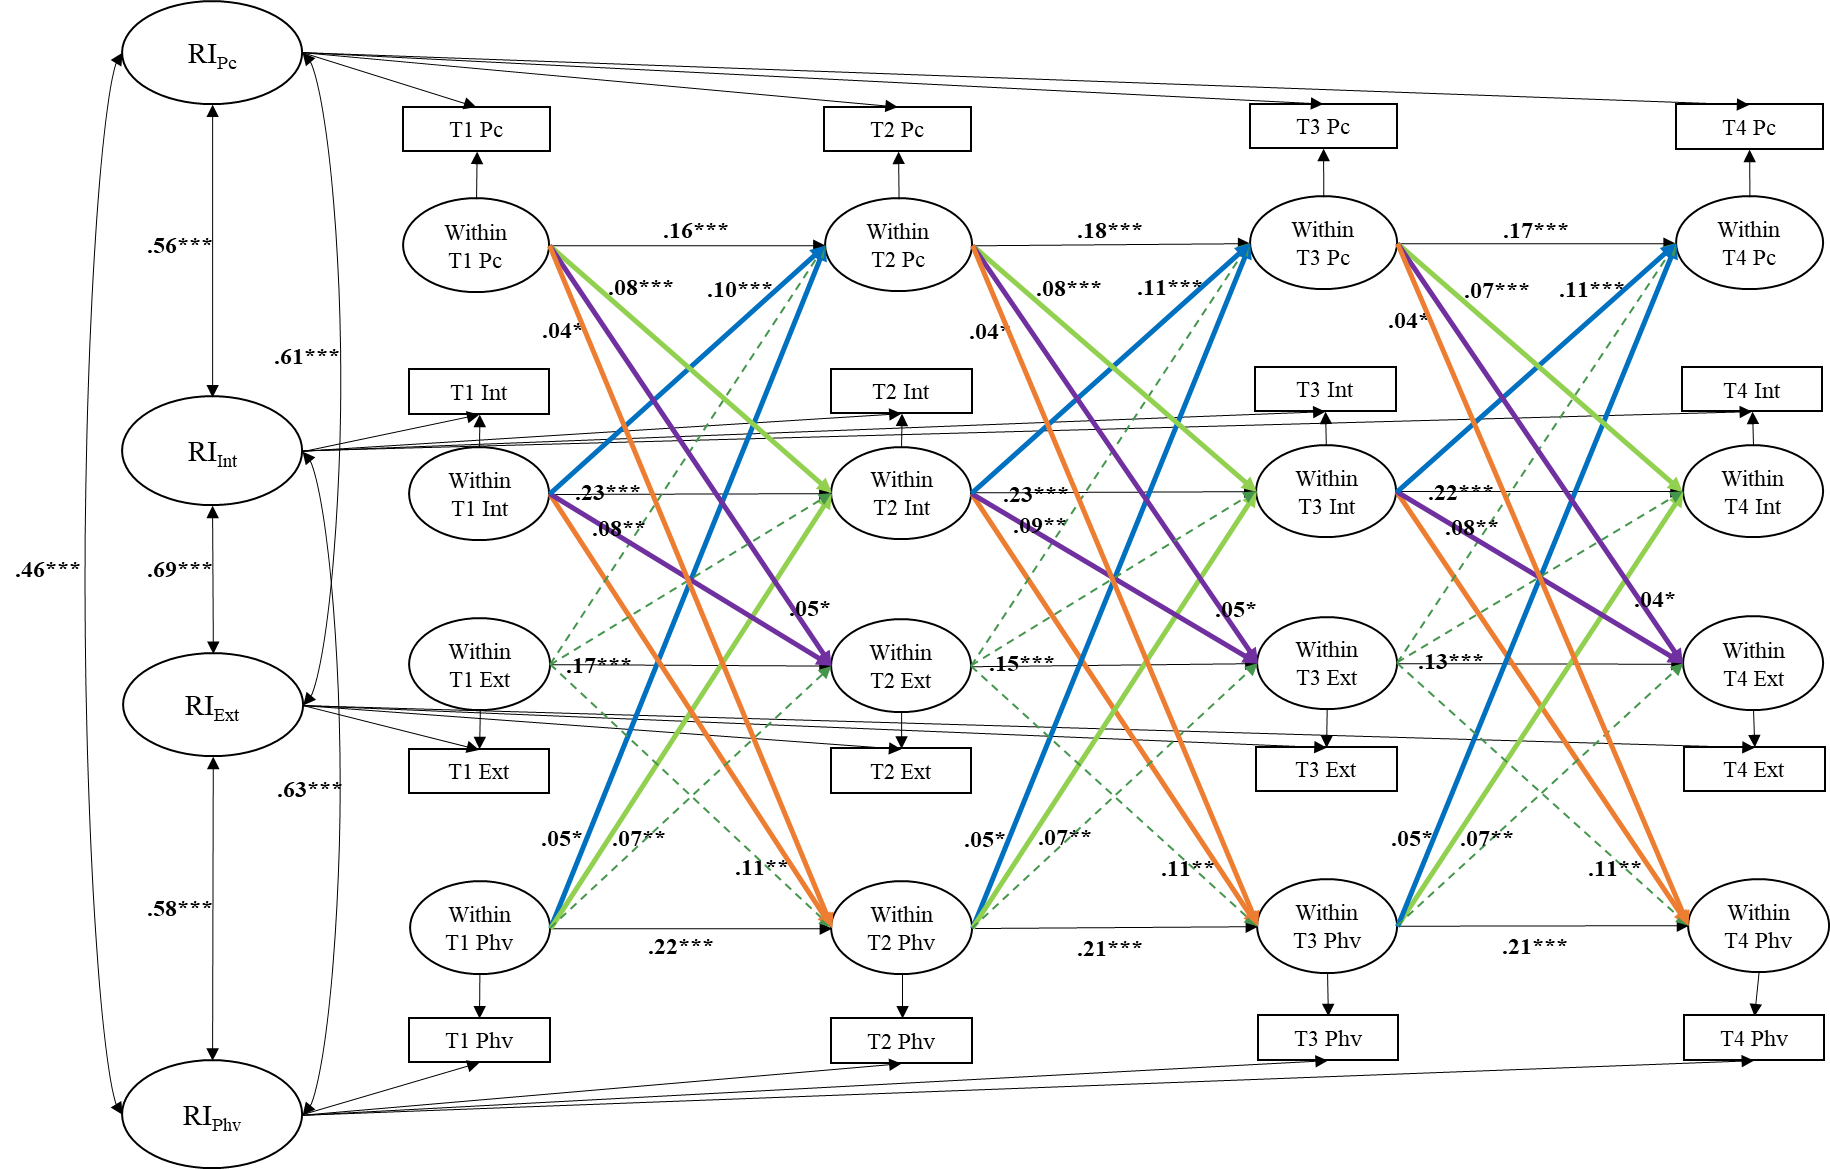 RIPc
T1 Pc
T2 Pc
T3 Pc
T4 Pc
Within
T1 Pc
.16***
Within
T2 Pc
.18***
Within
T3 Pc
.17***
Within
T4 Pc
.56***
.08***
.10***
.08***
.11***
.07***
.11***
.04*
.04*
.04*
.61***
T1 Int
T2 Int
T3 Int
T4 Int
RIInt
Within
T1 Int
.23***
Within
T2 Int
.23***
Within
T3 Int
.22***
Within
T4 Int
.08**
.09**
.08**
.46***
.69***
.05*
.05*
.04*
Within
T1 Ext
.17***
Within
T2 Ext
.15***
Within
T3 Ext
.13***
Within
T4 Ext
RIExt
T1 Ext
T2 Ext
T3 Ext
T4 Ext
.63***
.05*
.07**
.05*
.07**
.05*
.07**
.11**
.11**
.11**
.58***
Within
T1 Phv
.22***
Within
T2 Phv
.21***
Within
T3 Phv
.21***
Within
T4 Phv
T1 Phv
T2 Phv
T3 Phv
T4 Phv
RIPhv